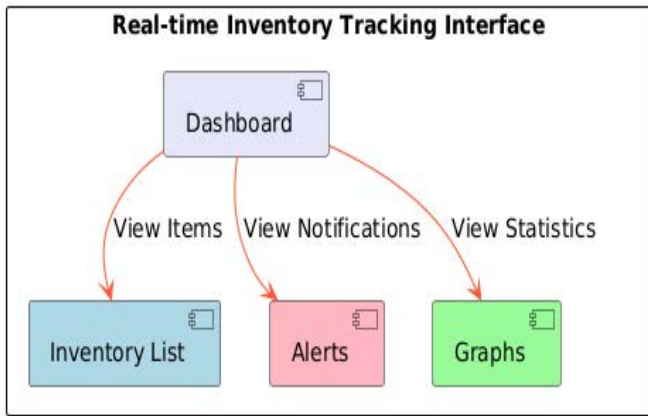 Real-time Inventory Tracking Interface
Dashboard
View Items
View Notifications
View Statistics
Inventory List
Alerts
Graphs